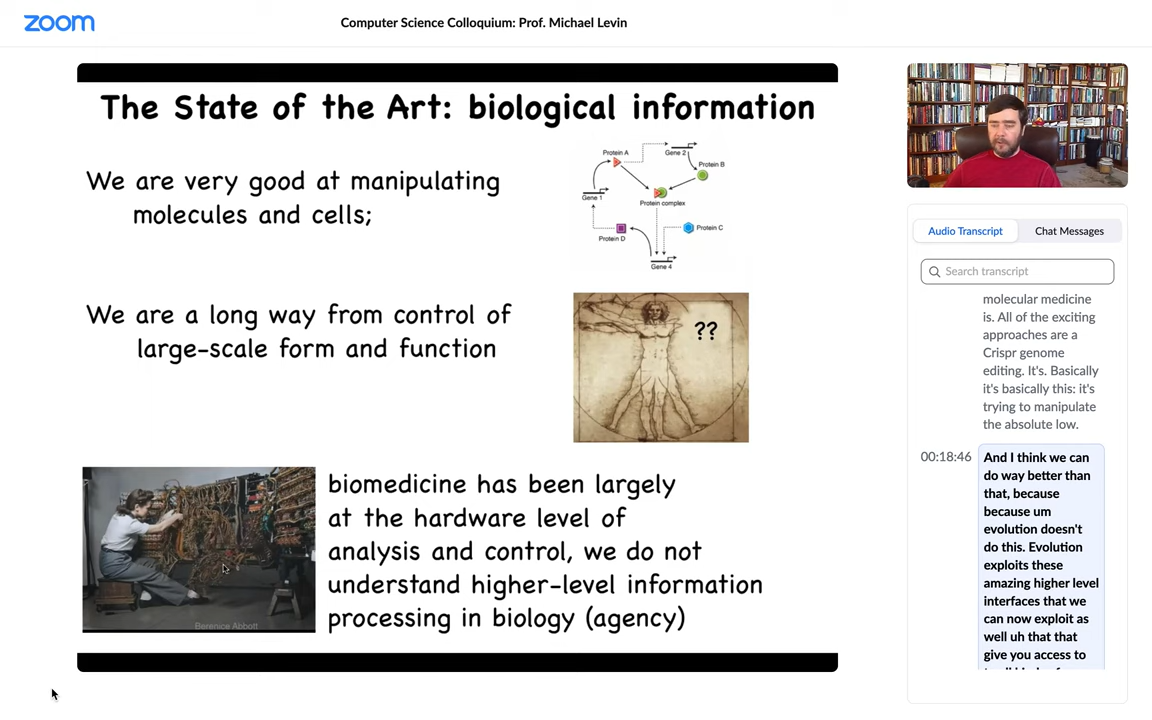 zoom
Computer Science Colloquium: Prof. Michael Levin
The State of the Art: biological information
We are very good at manipulating
molecules and cells;
Protein A
Gene 2
Protein B
Gene 1
Protein complex
Protein D
Protein C
Gene 4
We are a long way from control of
large-scale form and function
??
biomedicine has been largely
at the hardware level of
analysis and control, we do not
understand higher-level information
processing in biology (agency)
Berenice Abbott
Audio Transcript
Chat Messages
Search transcript
molecular medicine
is. All of the exciting
approaches are a
Crispr genome
editing. It's. Basically
it's basically this: it's
trying to manipulate
the absolute low.
00:18:46
And I think we can
do way better than
that, because
because um
evolution doesn't
do this. Evolution
exploits these
amazing higher level
interfaces that we
can now exploit as
well uh that that
give you access to